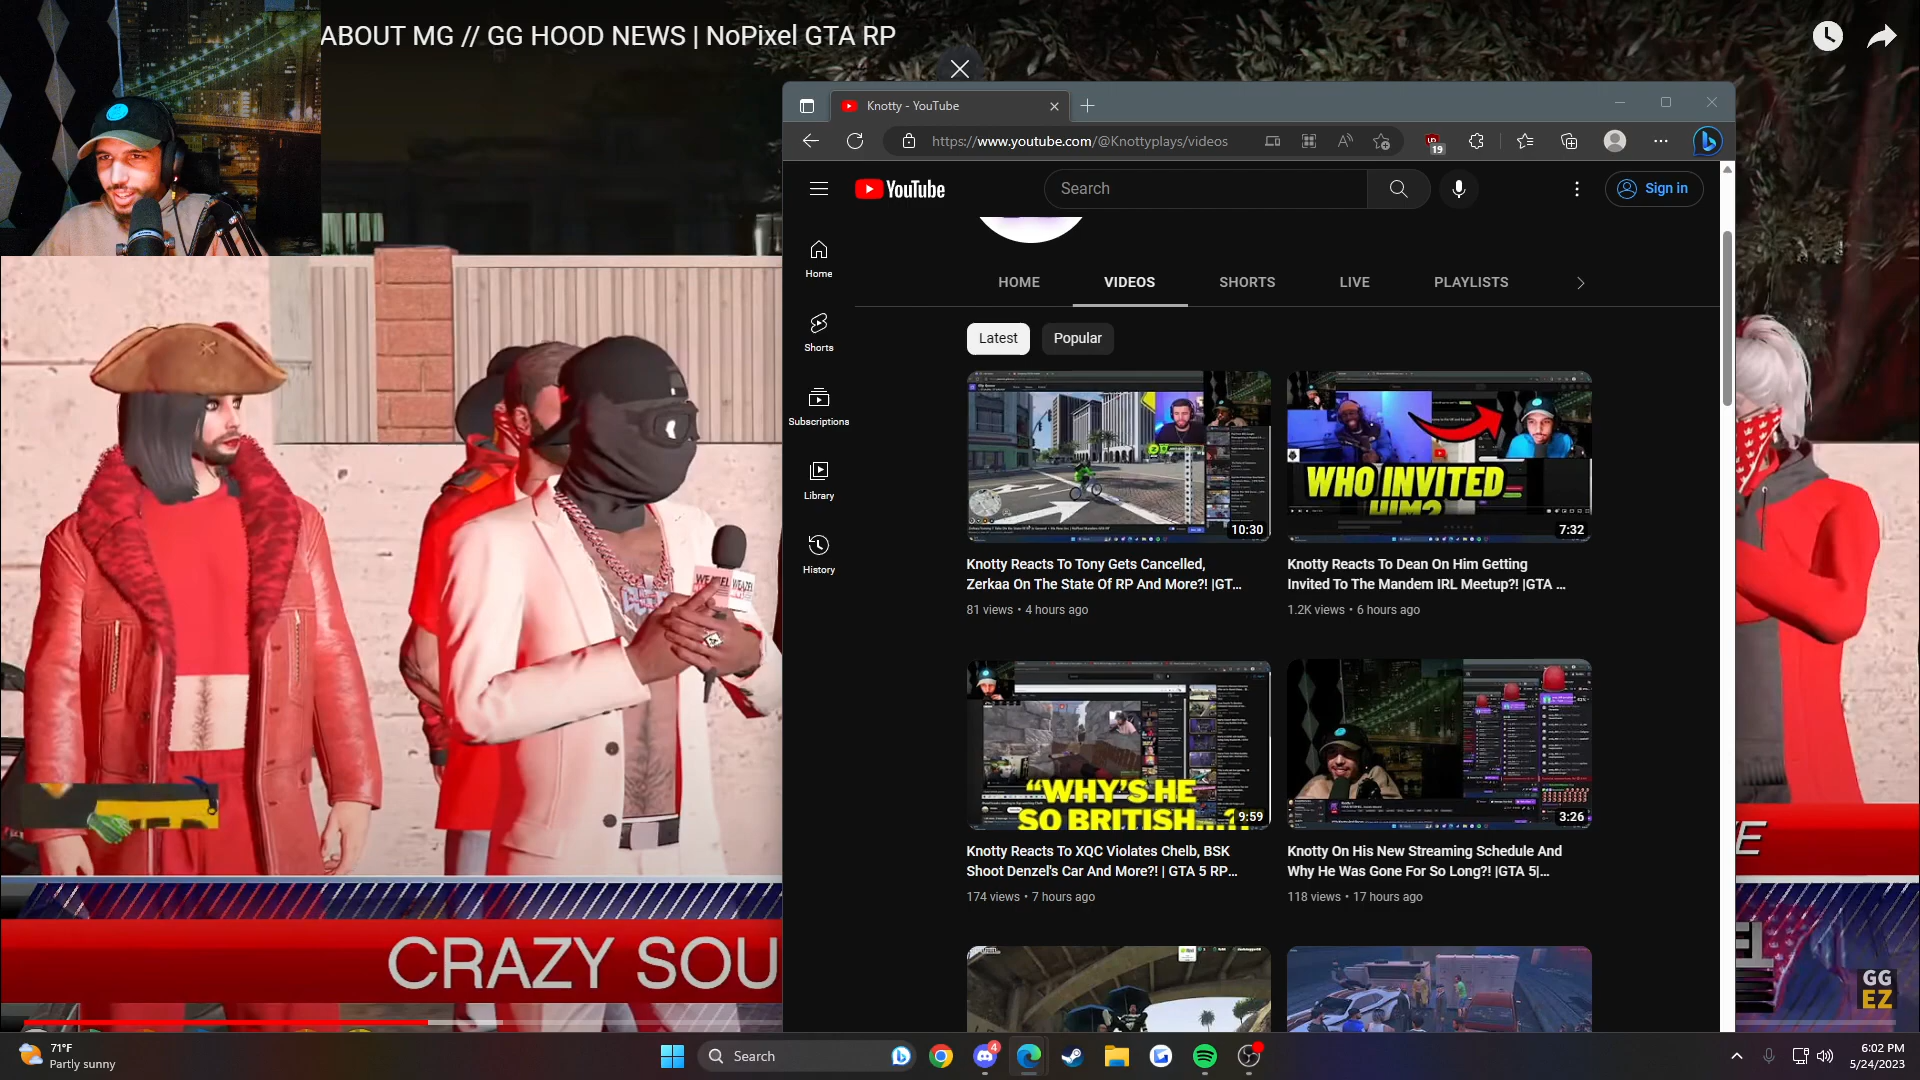 ABOUT MG // GG HOOD NEWS | NoPixel GTA RP
Knotty - YouTube
https://www.youtube.com/@Knottyplays/videos
19
YouTube
Search
Sign in
Home
Shorts
Subscriptions
Library
History
HOME
VIDEOS
SHORTS
LIVE
PLAYLISTS
Latest
Popular
10:30
WHO INVITED
HIM?
7:32
Knotty Reacts To Tony Gets Cancelled,
Zerkaa On The State Of RP And More?! |GT...
81 views • 4 hours ago
Knotty Reacts To Dean On Him Getting
Invited To The Mandem IRL Meetup?! |GTA ...
1.2K views • 6 hours ago
“WHY'S HE
SO BRITISH...
9:59
3:26
Knotty Reacts To XQC Violates Chelb, BSK
Shoot Denzel's Car And More?! | GTA 5 RP...
174 views • 7 hours ago
Knotty On His New Streaming Schedule And
Why He Was Gone For So Long?! |GTA 5|...
118 views • 17 hours ago
WEAZEL
CRAZY SOU
GG
EZ
71°F
Partly sunny
Search
4
6:02 PM
5/24/2023